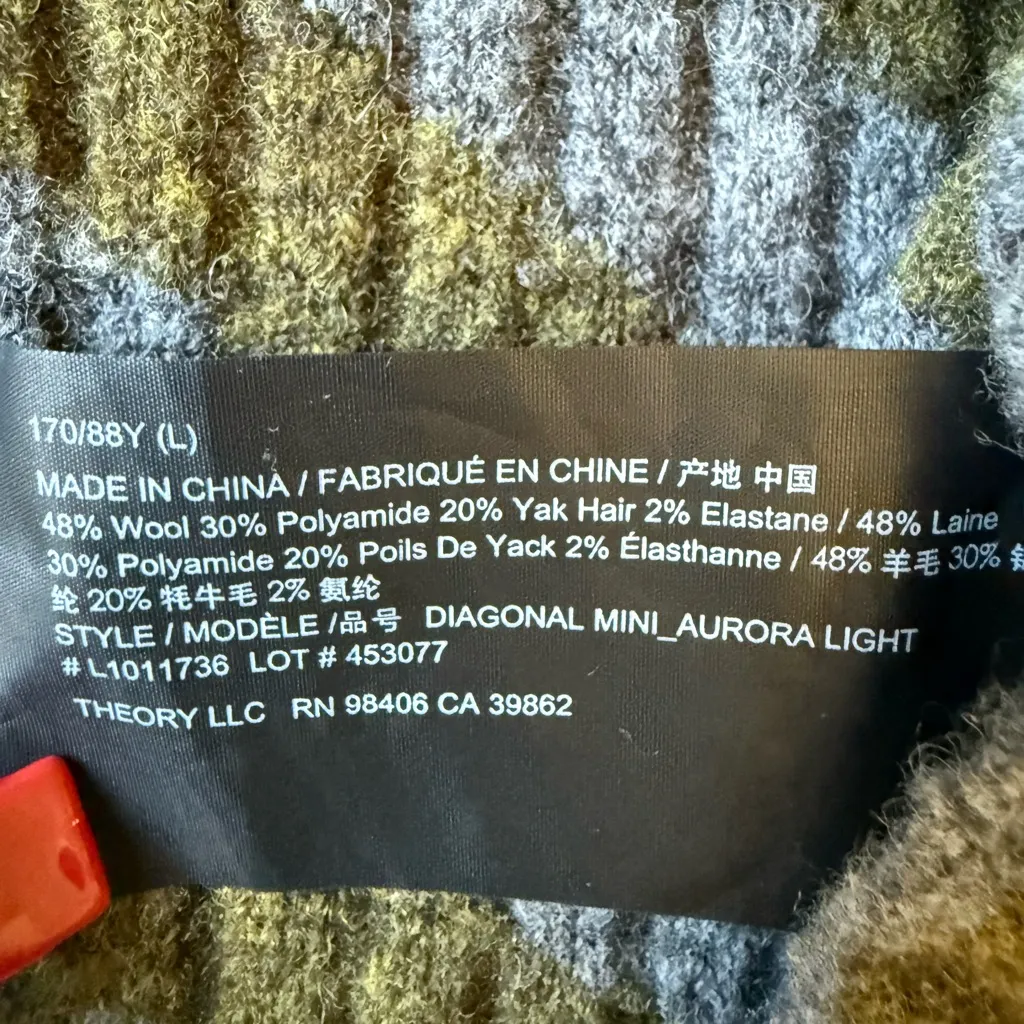 170/88Y (L)
MADE IN CHINA / FABRIQUÉ EN CHINE / 产地 中国
48% Wool 30% Polyamide 20% Yak Hair 2% Elastane / 48% Laine
30% Polyamide 20% Poils De Yack 2% Élasthanne / 48% 羊毛 30%
纶 20% 牦牛毛 2% 氨纶
STYLE / MODÈLE /品号 DIAGONAL MINI_AURORA LIGHT
# L1011736 LOT # 453077
THEORY LLC RN 98406 CA 39862